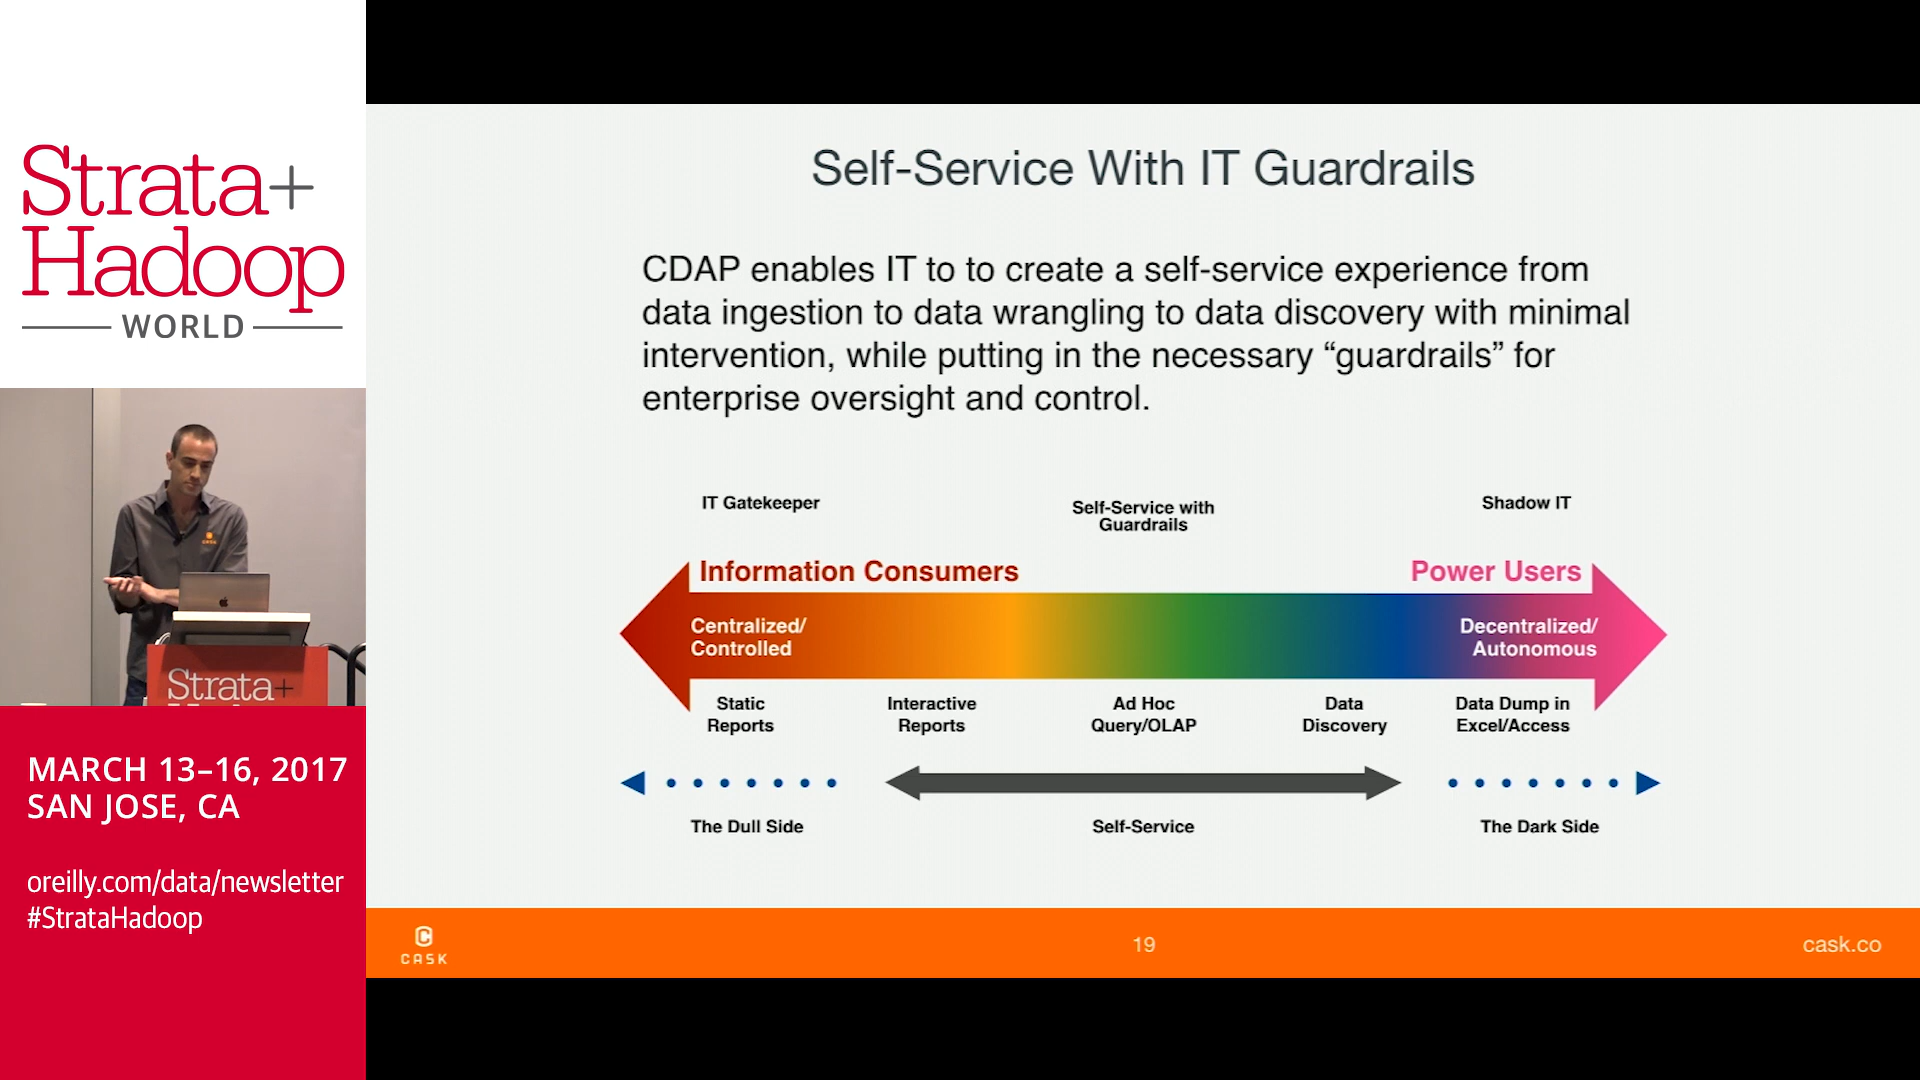 Strata+
Hadoop
WORLD
Strata+
MARCH 13–16, 2017
SAN JOSE, CA
oreilly.com/data/newsletter
#StrataHadoop
Self-Service With IT Guardrails
CDAP enables IT to to create a self-service experience from
data ingestion to data wrangling to data discovery with minimal
intervention, while putting in the necessary “guardrails” for
enterprise oversight and control.
IT Gatekeeper
Self-Service with
Guardrails
Shadow IT
Information Consumers
Power Users
Centralized/
Controlled
Decentralized/
Autonomous
Static
Reports
Interactive
Reports
Ad Hoc
Query/OLAP
Data
Discovery
Data Dump in
Excel/Access
The Dull Side
Self-Service
The Dark Side
CASK
19
cask.co